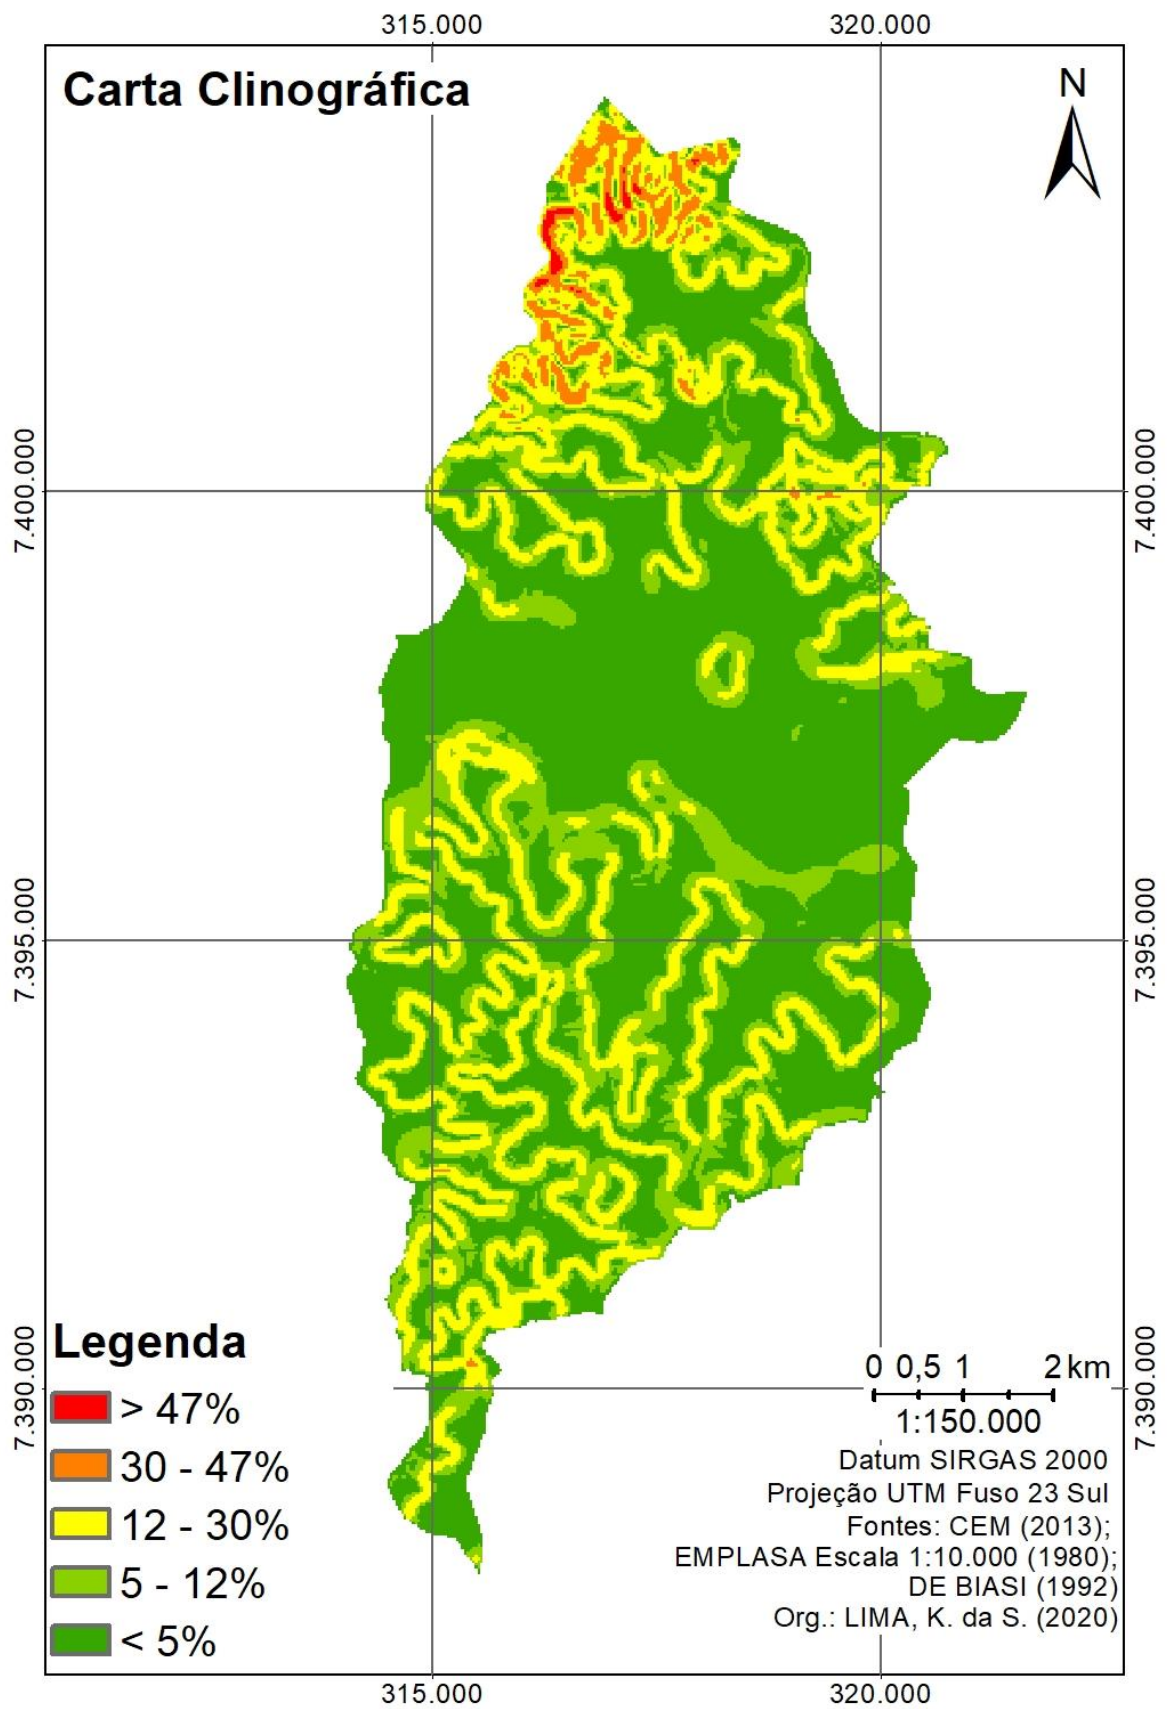 315.000
320.000
Carta Clinográfica
N
7.400.000
7.400.000
7.395.000
7.395.000
7.390.000
7.390.000
Legenda
> 47%
30 - 47%
12 - 30%
5 - 12%
< 5%
0 0,5 1 2 km
1:150.000
Datum SIRGAS 2000
Projeção UTM Fuso 23 Sul
Fontes: CEM (2013);
EMPLASA Escala 1:10.000 (1980);
DE BIASI (1992)
Org.: LIMA, K. da S. (2020)
315.000
320.000